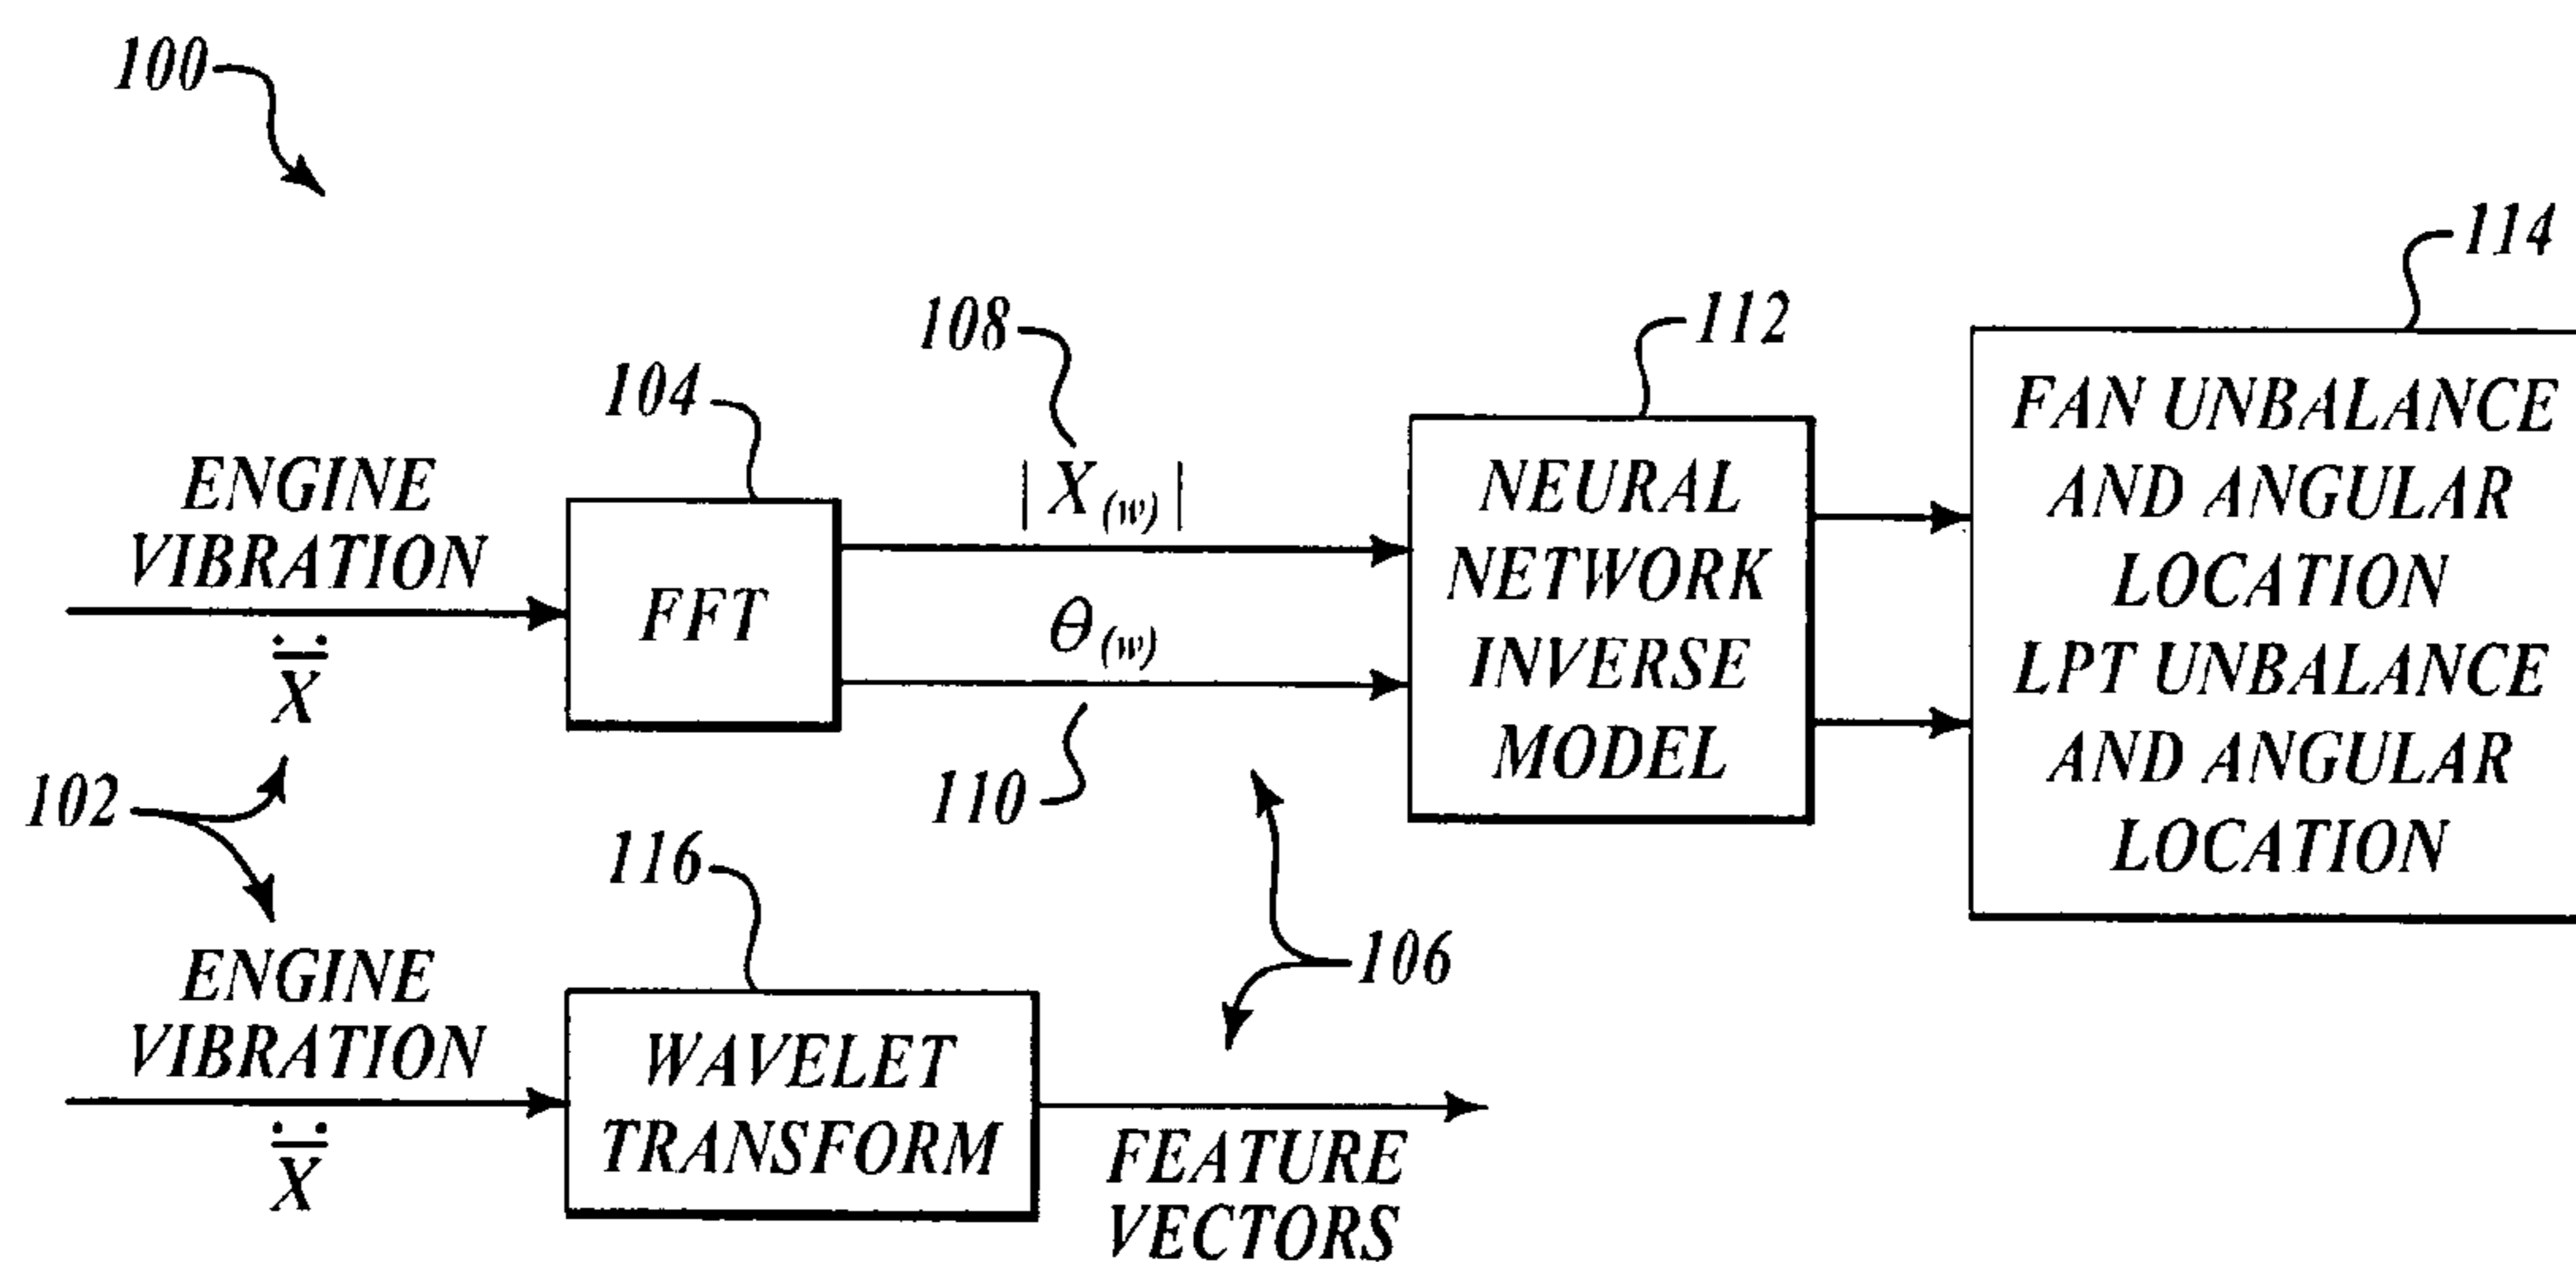 100
114
108
112
104
ENGINE
VIBRATION
Ẍ̅
FFT
| X (w) |
θ (w)
110
NEURAL
NETWORK
INVERSE
MODEL
FAN UNBALANCE
AND ANGULAR
LOCATION
LPT UNBALANCE
AND ANGULAR
LOCATION
102
116
106
ENGINE
VIBRATION
Ẍ̅
WAVELET
TRANSFORM
FEATURE
VECTORS